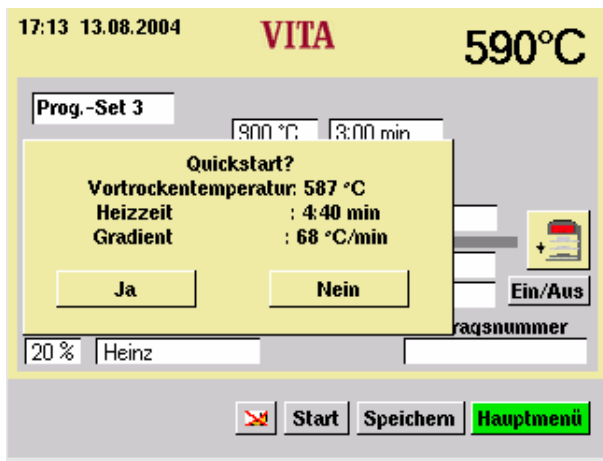 17:13 13.08.2004 VITA 590°C
Prog.-Set 3
900 °C 3:00 min
Quickstart?
Vortrockentemperatur: 587 °C
Heizzeit : 4:40 min
Gradient : 68 °C/min
Ja Nein
Ein/Aus
ragsnummer
20 % Heinz
Start Speichern Hauptmenü